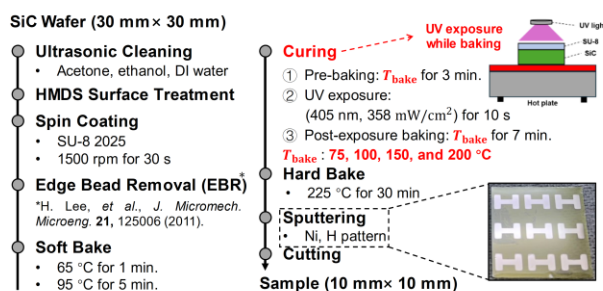 SiC Wafer (30 mm× 30 mm)
Ultrasonic Cleaning
• Acetone, ethanol, DI water
HMDS Surface Treatment
Spin Coating
• SU-8 2025
• 1500 rpm for 30 s
Edge Bead Removal (EBR)*
*H. Lee, et al., J. Micromech.
Microeng. 21, 125006 (2011).
Soft Bake
• 65 °C for 1 min.
• 95 °C for 5 min.
Curing
UV exposure
while baking
① Pre-baking: Tbake for 3 min.
② UV exposure:
(405 nm, 358 mW/cm²) for 10 s
③ Post-exposure baking: Tbake for 7 min.
Tbake : 75, 100, 150, and 200 °C
Hard Bake
• 225 °C for 30 min
Sputtering
• Ni, H pattern
Cutting
Sample (10 mm× 10 mm)
UV light
SU-8
SiC
Hot plate